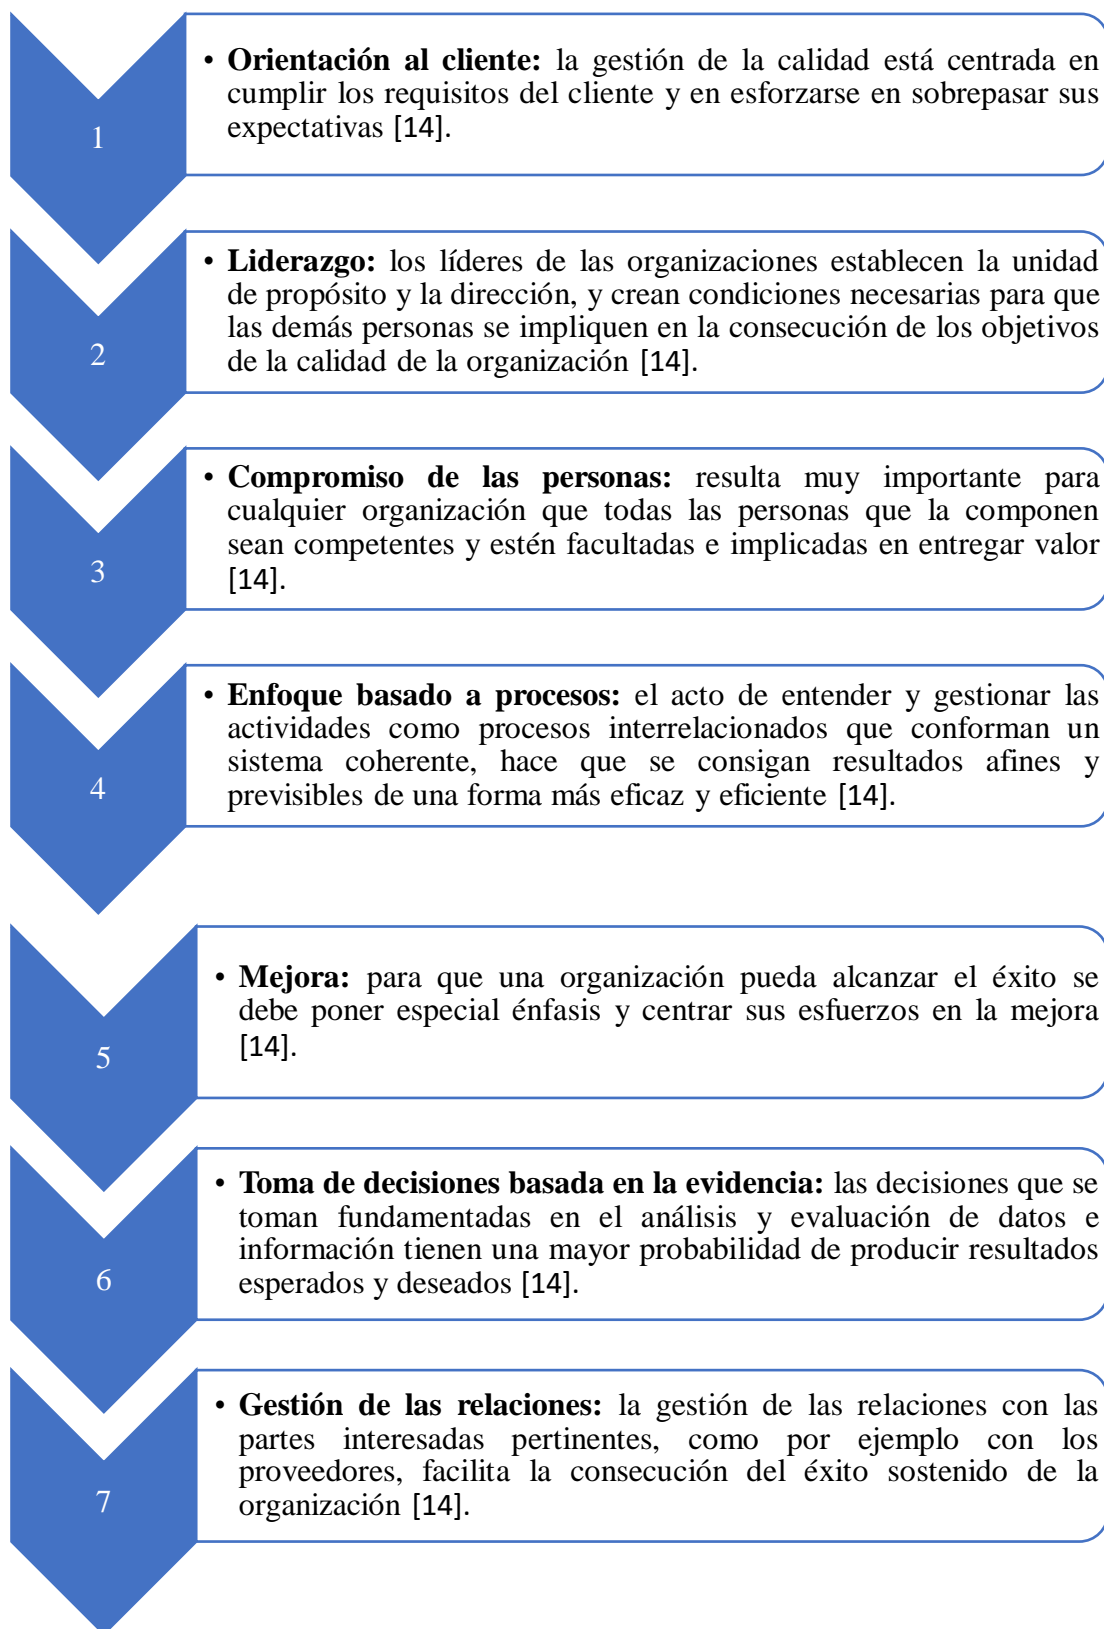 1
• Orientación al cliente: la gestión de la calidad está centrada en
cumplir los requisitos del cliente y en esforzarse en sobrepasar sus
expectativas [14].
2
• Liderazgo: los líderes de las organizaciones establecen la unidad
de propósito y la dirección, y crean condiciones necesarias para que
las demás personas se impliquen en la consecución de los objetivos
de la calidad de la organización [14].
3
• Compromiso de las personas: resulta muy importante para
cualquier organización que todas las personas que la componen
sean competentes y estén facultadas e implicadas en entregar valor
[14].
4
• Enfoque basado a procesos: el acto de entender y gestionar las
actividades como procesos interrelacionados que conforman un
sistema coherente, hace que se consigan resultados afines y
previsibles de una forma más eficaz y eficiente [14].
5
• Mejora: para que una organización pueda alcanzar el éxito se
debe poner especial énfasis y centrar sus esfuerzos en la mejora
[14].
6
• Toma de decisiones basada en la evidencia: las decisiones que se
toman fundamentadas en el análisis y evaluación de datos e
información tienen una mayor probabilidad de producir resultados
esperados y deseados [14].
7
• Gestión de las relaciones: la gestión de las relaciones con las
partes interesadas pertinentes, como por ejemplo con los
proveedores, facilita la consecución del éxito sostenido de la
organización [14].